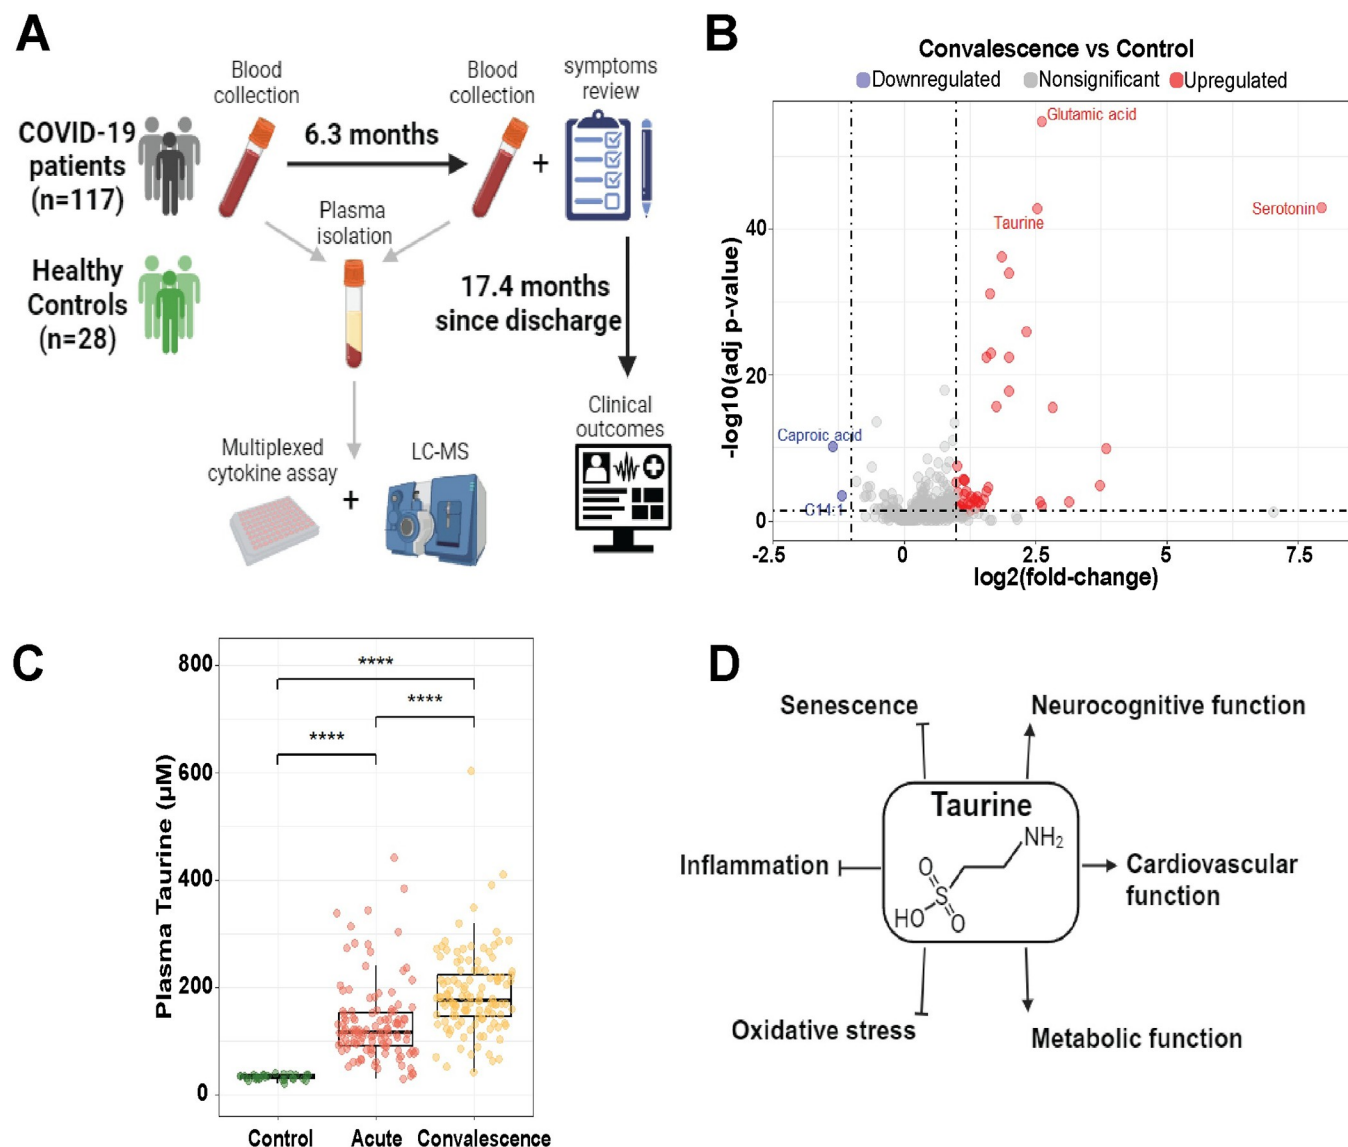 A
Blood
collection
Blood
collection
symptoms
review
COVID-19
patients
(n=117)
6.3 months
+
Plasma
isolation
Healthy
Controls
(n=28)
17.4 months
since discharge
Multiplexed
cytokine assay
+
LC-MS
Clinical
outcomes
B
Convalescence vs Control
Downregulated Nonsignificant Upregulated
Glutamic acid
Taurine
Serotonin
Caproic acid
C14:1
-log10(adj p-value)
40
20
0
-2.5 0 2.5 5 7.5
log2(fold-change)
C
Plasma Taurine (µM)
800
600
400
200
0
****
****
****
Control Acute Convalescence
D
Senescence
Neurocognitive function
Taurine
NH2
O
S
HO
O
Inflammation
Cardiovascular
function
Oxidative stress
Metabolic function